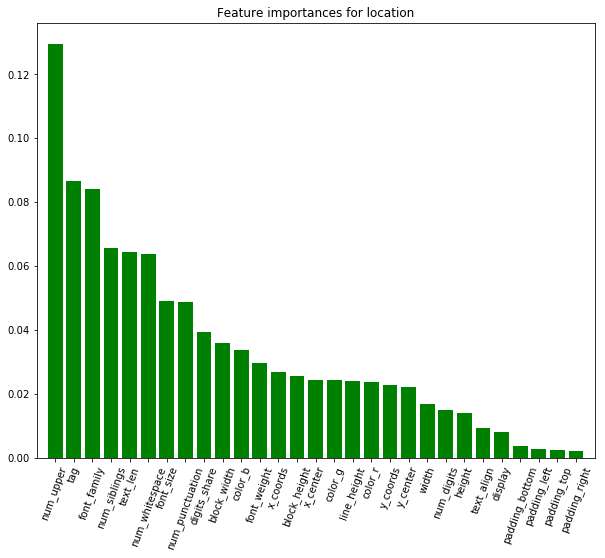 Feature importances for location
0.12
0.10
0.08
0.06
0.04
0.02
0.00
num_upper
tag
font_family
num_siblings
text_len
num_whitespace
font_size
num_punctuation
digits_share
block_width
color_b
font_weight
x_coords
block_height
x_center
color_g
line_height
color_r
y_coords
y_center
width
num_digits
height
text_align
display
padding_bottom
padding_left
padding_top
padding_right